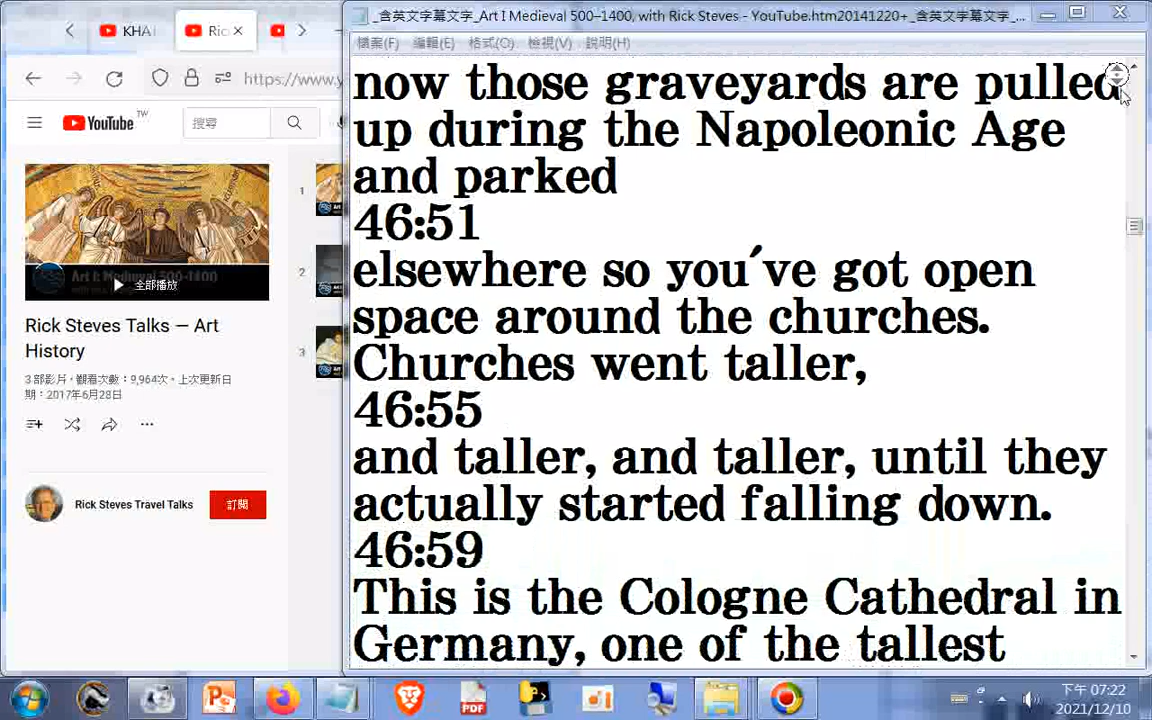 KHA
Ric
_含英文字幕文字_Art I Medieval 500–1400, with Rick Steves - YouTube.htm20141220+_含英文字幕文字_...
檔案(F) 編輯(E) 格式(O) 檢視(V) 說明(H)
https://www.y
YouTube TW
搜尋
1
2
3
Art I: Medieval 500-1400
全部播放
Rick Steves Talks — Art
History
3 部影片・觀看次數：9,964次・上次更新日
期：2017年6月28日
Rick Steves Travel Talks
訂閱
now those graveyards are pulled
up during the Napoleonic Age
and parked
46:51
elsewhere so you´ve got open
space around the churches.
Churches went taller,
46:55
and taller, and taller, until they
actually started falling down.
46:59
This is the Cologne Cathedral in
Germany, one of the tallest
PDF
下午 07:22
2021/12/10